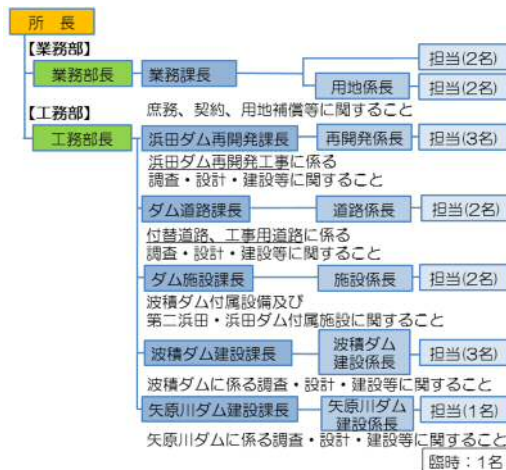 所 長
【業務部】
業務部長 業務課長 担当(2名)
用地係長 担当(2名)
庶務、契約、用地補償等に関すること
【工務部】
工務部長 浜田ダム再開発課長 再開発係長 担当(3名)
浜田ダム再開発工事に係る
調査・設計・建設等に関すること
ダム道路課長 道路係長 担当(2名)
付替道路、工事用道路に係る
調査・設計・建設等に関すること
ダム施設課長 施設係長 担当(2名)
波積ダム付属設備及び
第二浜田・浜田ダム付属施設に関すること
波積ダム建設課長 波積ダム
建設係長 担当(3名)
波積ダムに係る調査・設計・建設等に関すること
矢原川ダム建設課長 矢原川ダム
建設係長 担当(1名)
矢原川ダムに係る調査・設計・建設等に関すること
臨時：1名